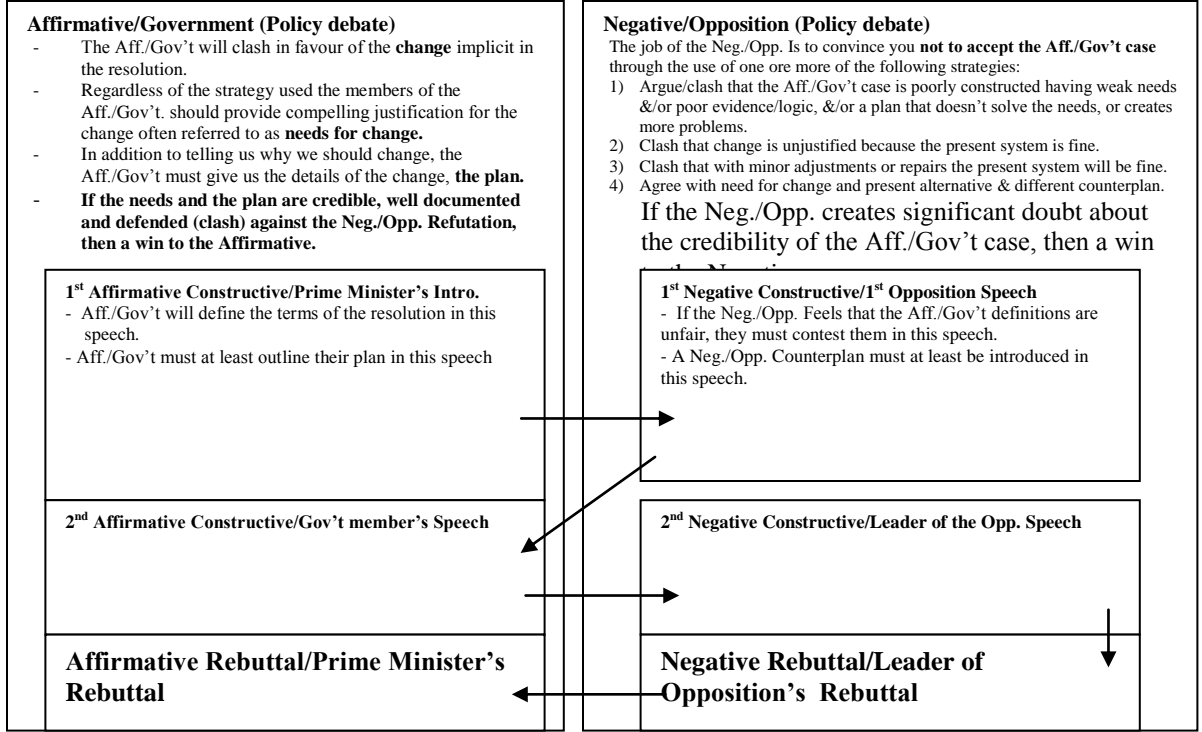 Affirmative/Government (Policy debate)
- The Aff./Gov't will clash in favour of the change implicit in
the resolution.
- Regardless of the strategy used the members of the
Aff./Gov't. should provide compelling justification for the
change often referred to as needs for change.
- In addition to telling us why we should change, the
Aff./Gov't must give us the details of the change, the plan.
- If the needs and the plan are credible, well documented
and defended (clash) against the Neg./Opp. Refutation,
then a win to the Affirmative.
1st Affirmative Constructive/Prime Minister's Intro.
- Aff./Gov't will define the terms of the resolution in this
speech.
- Aff./Gov't must at least outline their plan in this speech
2nd Affirmative Constructive/Gov't member's Speech
Affirmative Rebuttal/Prime Minister's
Rebuttal
Negative/Opposition (Policy debate)
The job of the Neg./Opp. Is to convince you not to accept the Aff./Gov't case
through the use of one ore more of the following strategies:
1) Argue/clash that the Aff./Gov't case is poorly constructed having weak needs
&/or poor evidence/logic, &/or a plan that doesn't solve the needs, or creates
more problems.
2) Clash that change is unjustified because the present system is fine.
3) Clash that with minor adjustments or repairs the present system will be fine.
4) Agree with need for change and present alternative & different counterplan.
If the Neg./Opp. creates significant doubt about
the credibility of the Aff./Gov't case, then a win
1st Negative Constructive/1st Opposition Speech
- If the Neg./Opp. Feels that the Aff./Gov't definitions are
unfair, they must contest them in this speech.
- A Neg./Opp. Counterplan must at least be introduced in
this speech.
2nd Negative Constructive/Leader of the Opp. Speech
Negative Rebuttal/Leader of
Opposition's Rebuttal